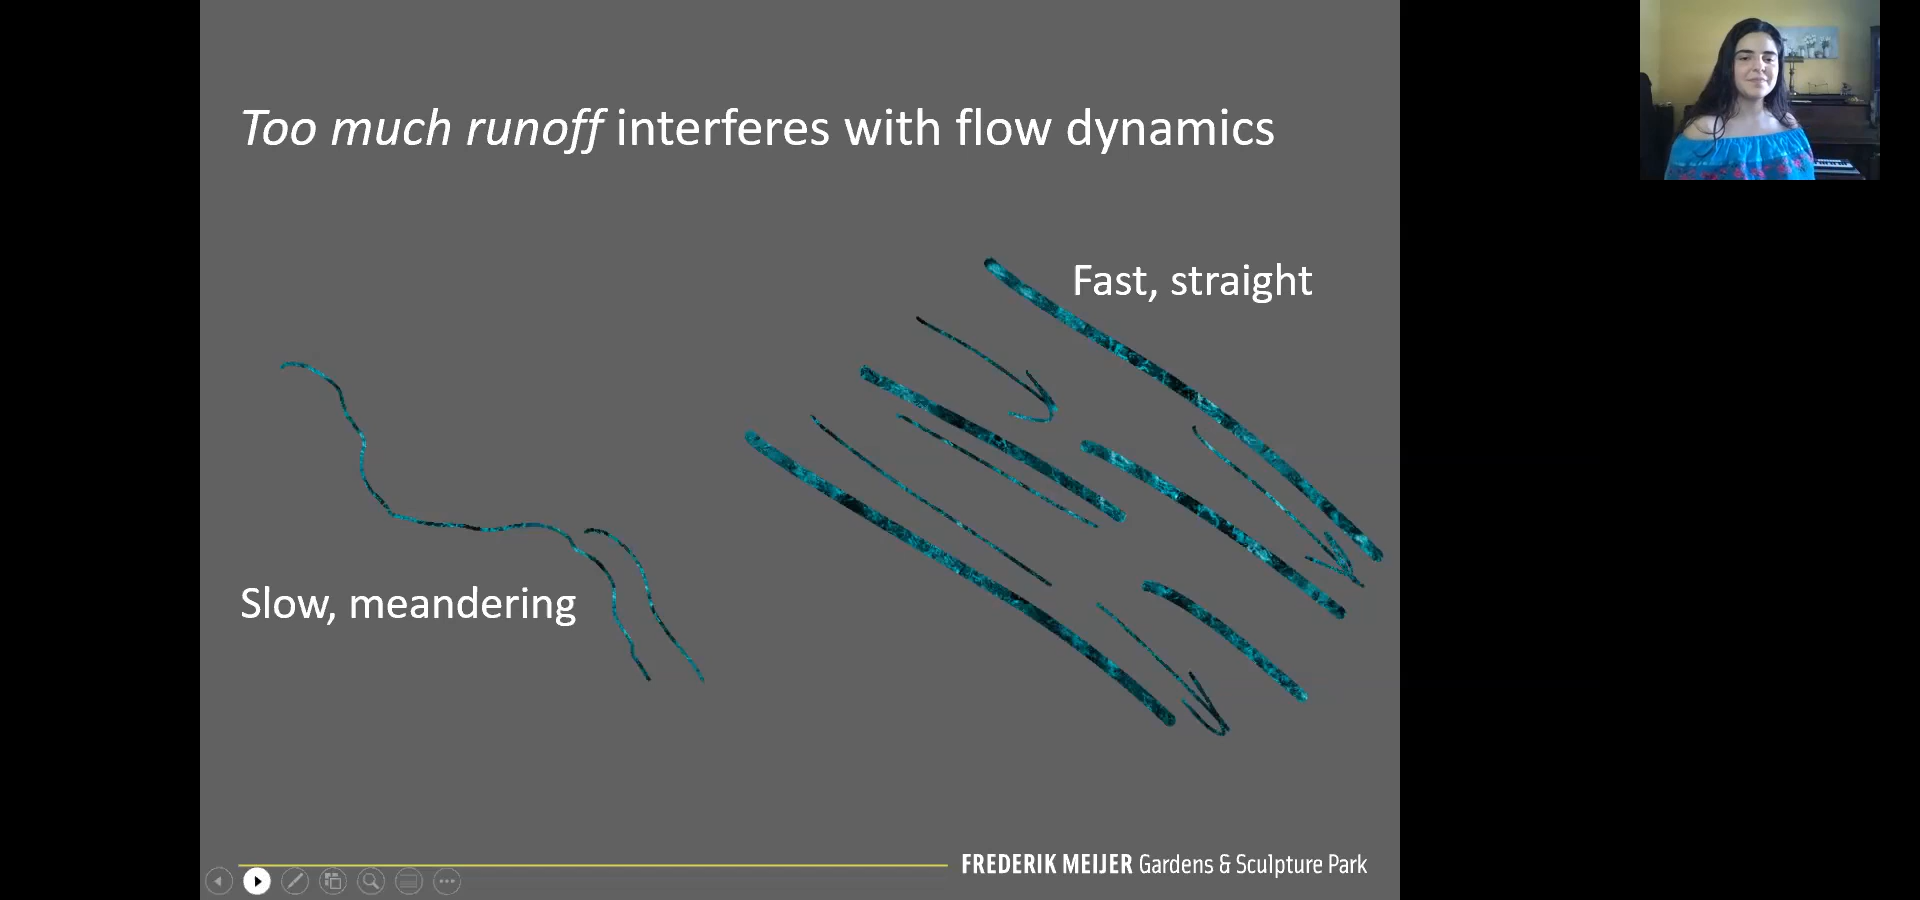 Too much runoff interferes with flow dynamics
Fast, straight
Slow, meandering
FREDERIK MEIJER Gardens & Sculpture Park